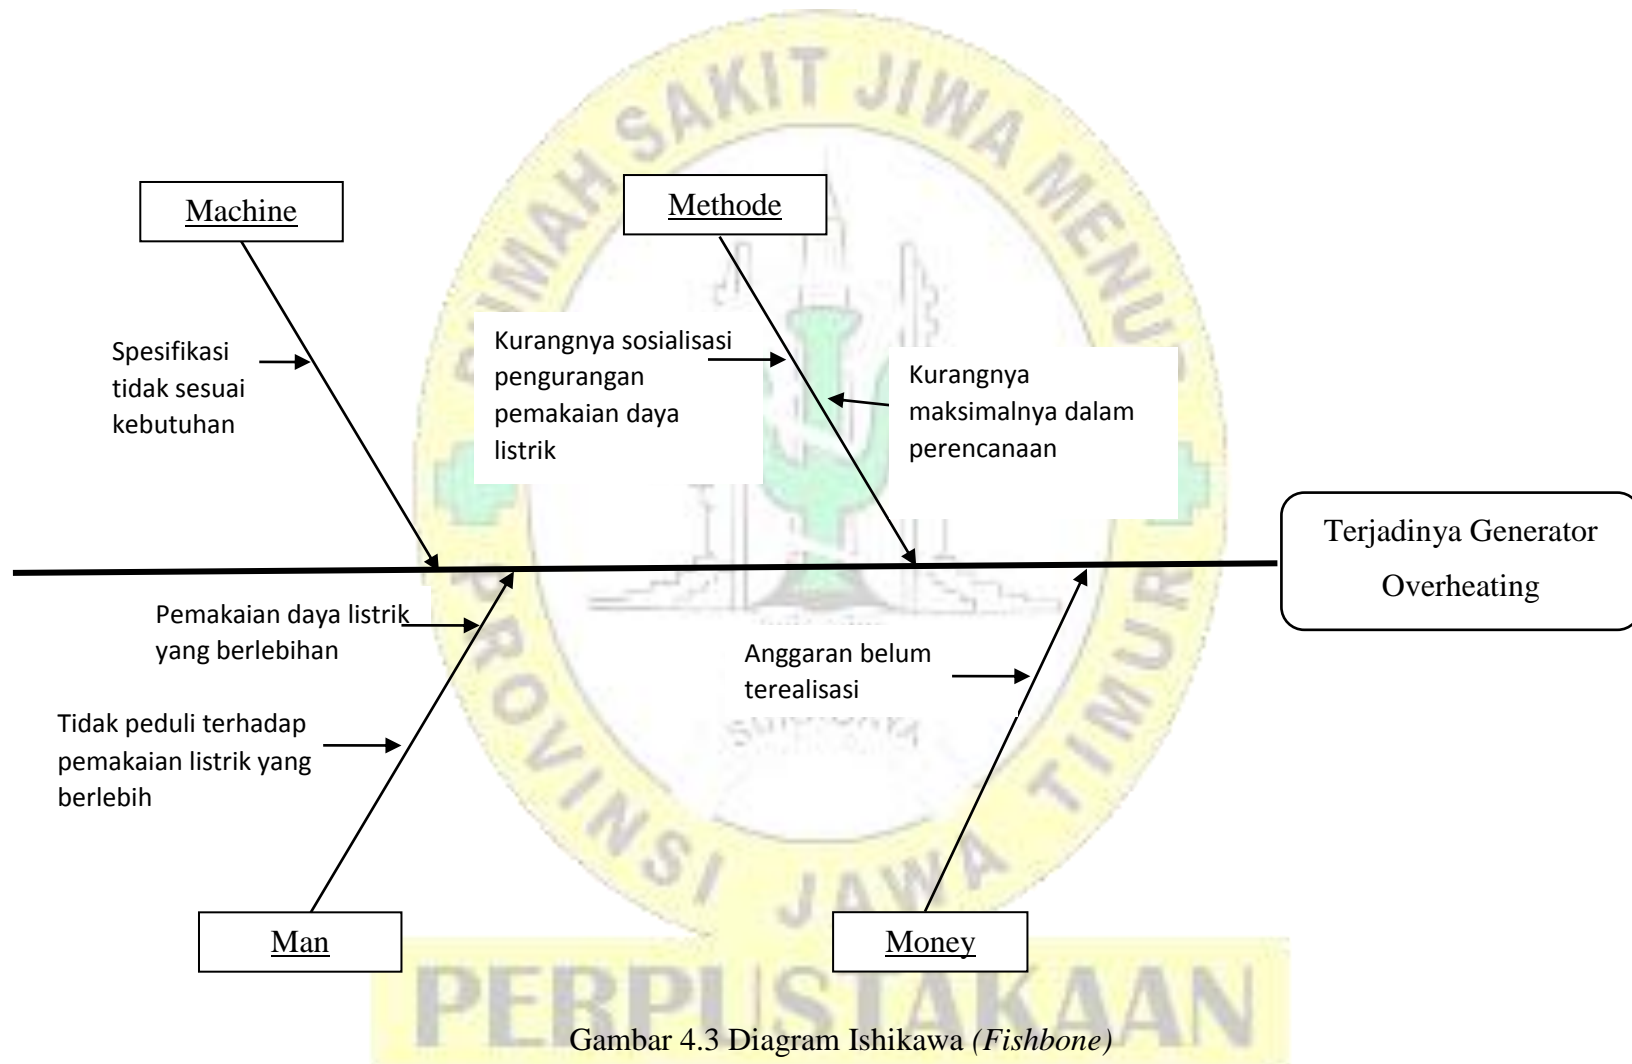 RUMAH SAKIT JIWA MENUR
Machine
Methode
Spesifikasi
tidak sesuai
kebutuhan
Kurangnya sosialisasi
pengurangan
pemakaian daya
listrik
Kurangnya
maksimalnya dalam
perencanaan
Terjadinya Generator
Overheating
Pemakaian daya listrik
yang berlebihan
Anggaran belum
terealisasi
Tidak peduli terhadap
pemakaian listrik yang
berlebih
SURABAYA
PROVINSI JAWA TIMUR
Man
Money
PERPUSTAKAAN
Gambar 4.3 Diagram Ishikawa (Fishbone)